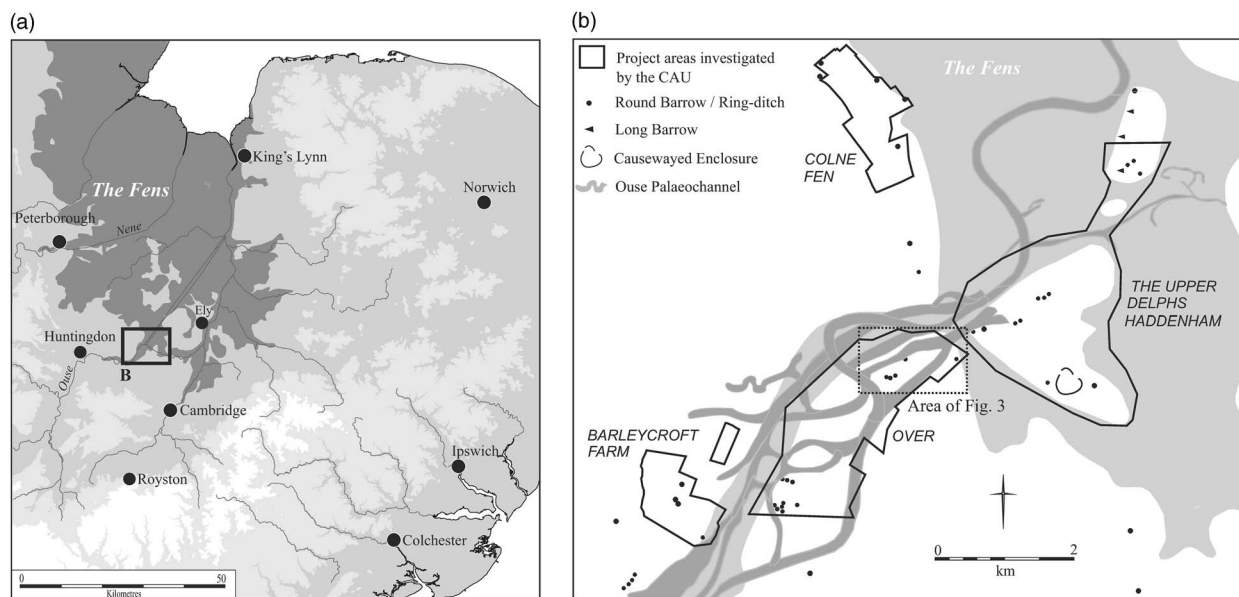 (a)
The Fens
King's Lynn
Norwich
Peterborough
Nene
Ely
Huntingdon
B
Ouse
Cambridge
Ipswich
Royston
Colchester
0 50
Kilometres
(b)
Project areas investigated
by the CAU
Round Barrow / Ring-ditch
Long Barrow
Causewayed Enclosure
Ouse Palaeochannel
The Fens
COLNE
FEN
THE UPPER
DELPHS
HADDENHAM
Area of Fig. 3
OVER
BARLEYCROFT
FARM
0 2
km